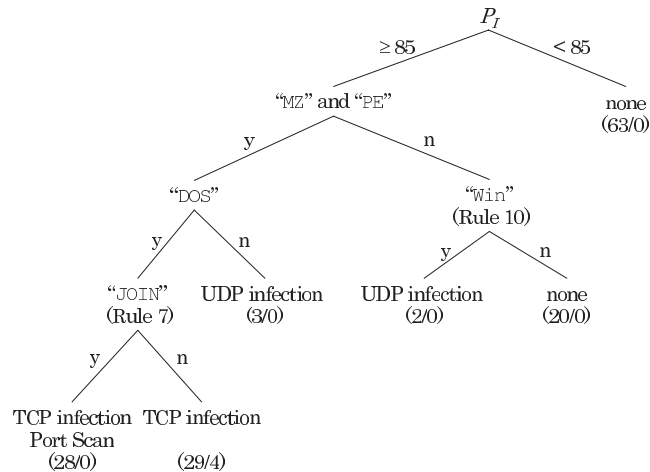 P_I
≥ 85
< 85
“MZ” and “PE”
none
(63/0)
y
n
“DOS”
“Win”
(Rule 10)
y
n
y
n
“JOIN”
(Rule 7)
UDP infection
(3/0)
UDP infection
(2/0)
none
(20/0)
y
n
TCP infection
Port Scan
(28/0)
TCP infection
(29/4)